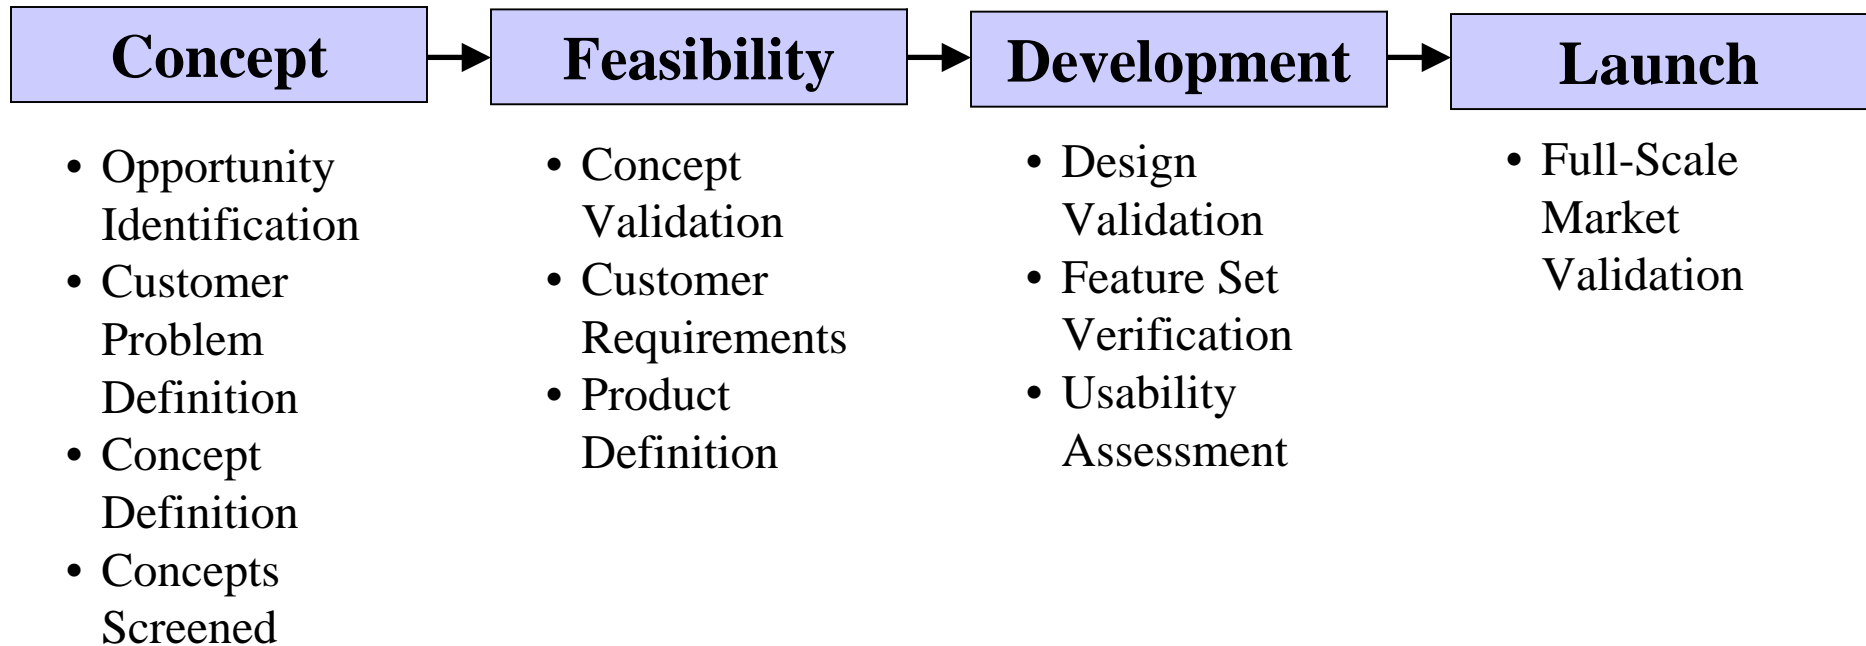 Concept
Feasibility
Development
Launch
• Opportunity
Identification
• Customer
Problem
Definition
• Concept
Definition
• Concepts
Screened
• Concept
Validation
• Customer
Requirements
• Product
Definition
• Design
Validation
• Feature Set
Verification
• Usability
Assessment
• Full-Scale
Market
Validation